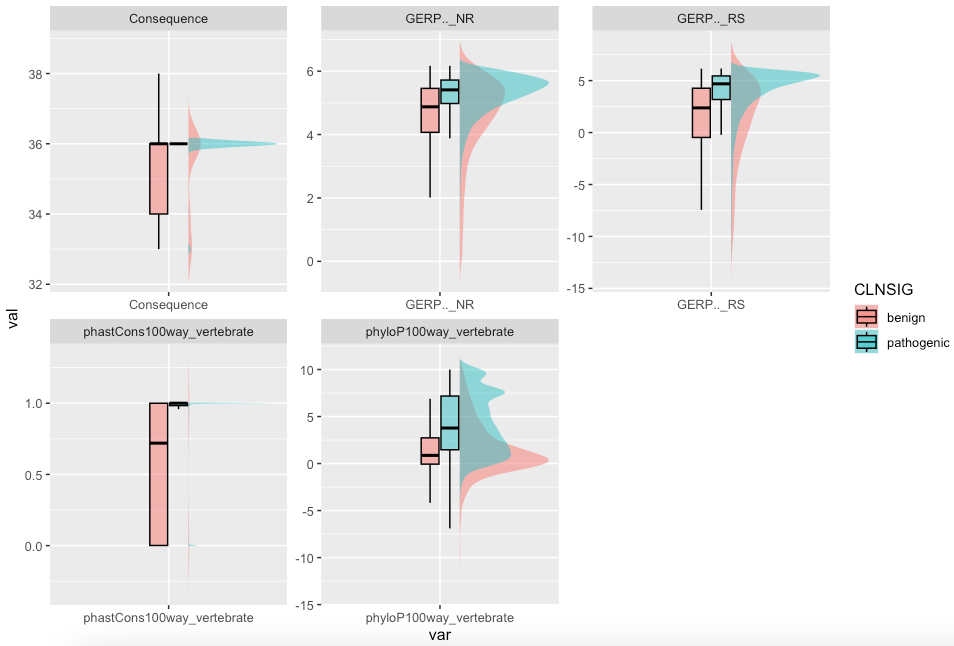 Consequence
GERP.._NR
GERP.._RS
38
36
34
32
6
4
2
0
5
0
-5
-10
-15
Consequence
GERP.._NR
GERP.._RS
val
CLNSIG
benign
pathogenic
phastCons100way_vertebrate
phyloP100way_vertebrate
1.0
0.5
0.0
10
5
0
-5
-10
-15
phastCons100way_vertebrate
phyloP100way_vertebrate
var